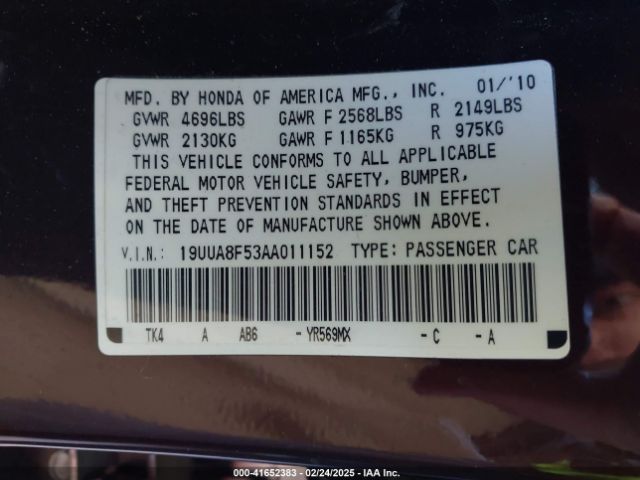 MFD. BY HONDA OF AMERICA MFG., INC. 01/'10
GVWR 4696LBS GAWR F 2568LBS R 2149LBS
GVWR 2130KG GAWR F 1165KG R 975KG
THIS VEHICLE CONFORMS TO ALL APPLICABLE
FEDERAL MOTOR VEHICLE SAFETY, BUMPER,
AND THEFT PREVENTION STANDARDS IN EFFECT
ON THE DATE OF MANUFACTURE SHOWN ABOVE.
V.I.N.: 19UUA8F53AA011152 TYPE: PASSENGER CAR
TK4 A AB6 -YR569MX -C -A
000-41652383 - 02/24/2025 - IAA Inc.